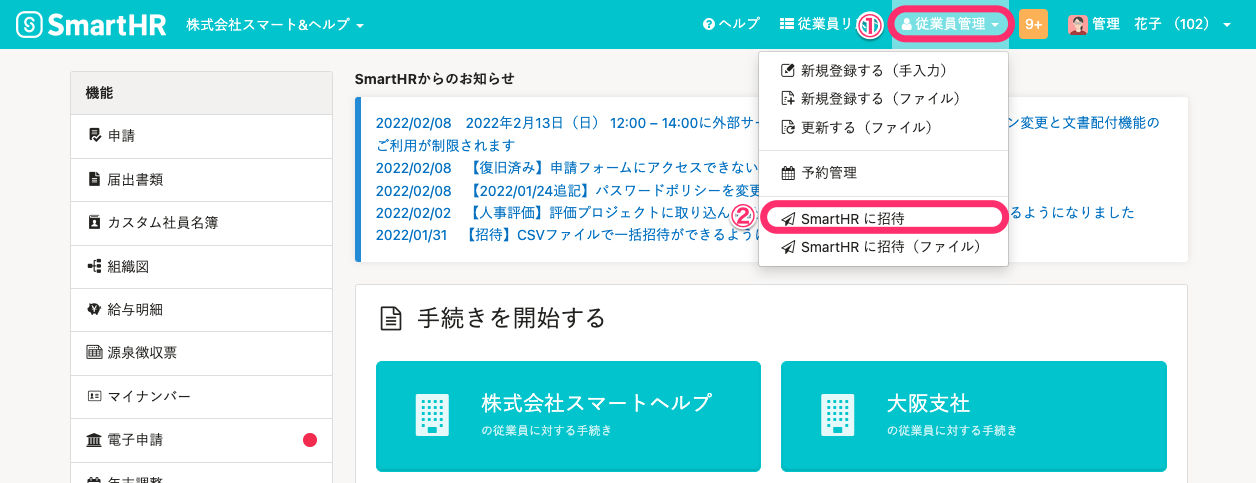 SmartHR 株式会社スマート&ヘルプ
ヘルプ 従業員リ ① 従業員管理 9+ 管理 花子 （102）
新規登録する（手入力）
新規登録する（ファイル）
更新する（ファイル）
予約管理
② SmartHR に招待
SmartHR に招待（ファイル）
機能
申請
届出書類
カスタム社員名簿
組織図
給与明細
源泉徴収票
マイナンバー
電子申請
年末調整
SmartHRからのお知らせ
2022/02/08 2022年2月13日（日） 12:00 – 14:00に外部サー ン変更と文書配付機能の
ご利用が制限されます
2022/02/08 【復旧済み】申請フォームにアクセスできない
2022/02/08 【2022/01/24追記】パスワードポリシーを変更
2022/02/02 【人事評価】評価プロジェクトに取り込ん るようになりました
2022/01/31 【招待】CSVファイルで一括招待ができるように
手続きを開始する
株式会社スマートヘルプ
の従業員に対する手続き
大阪支社
の従業員に対する手続き